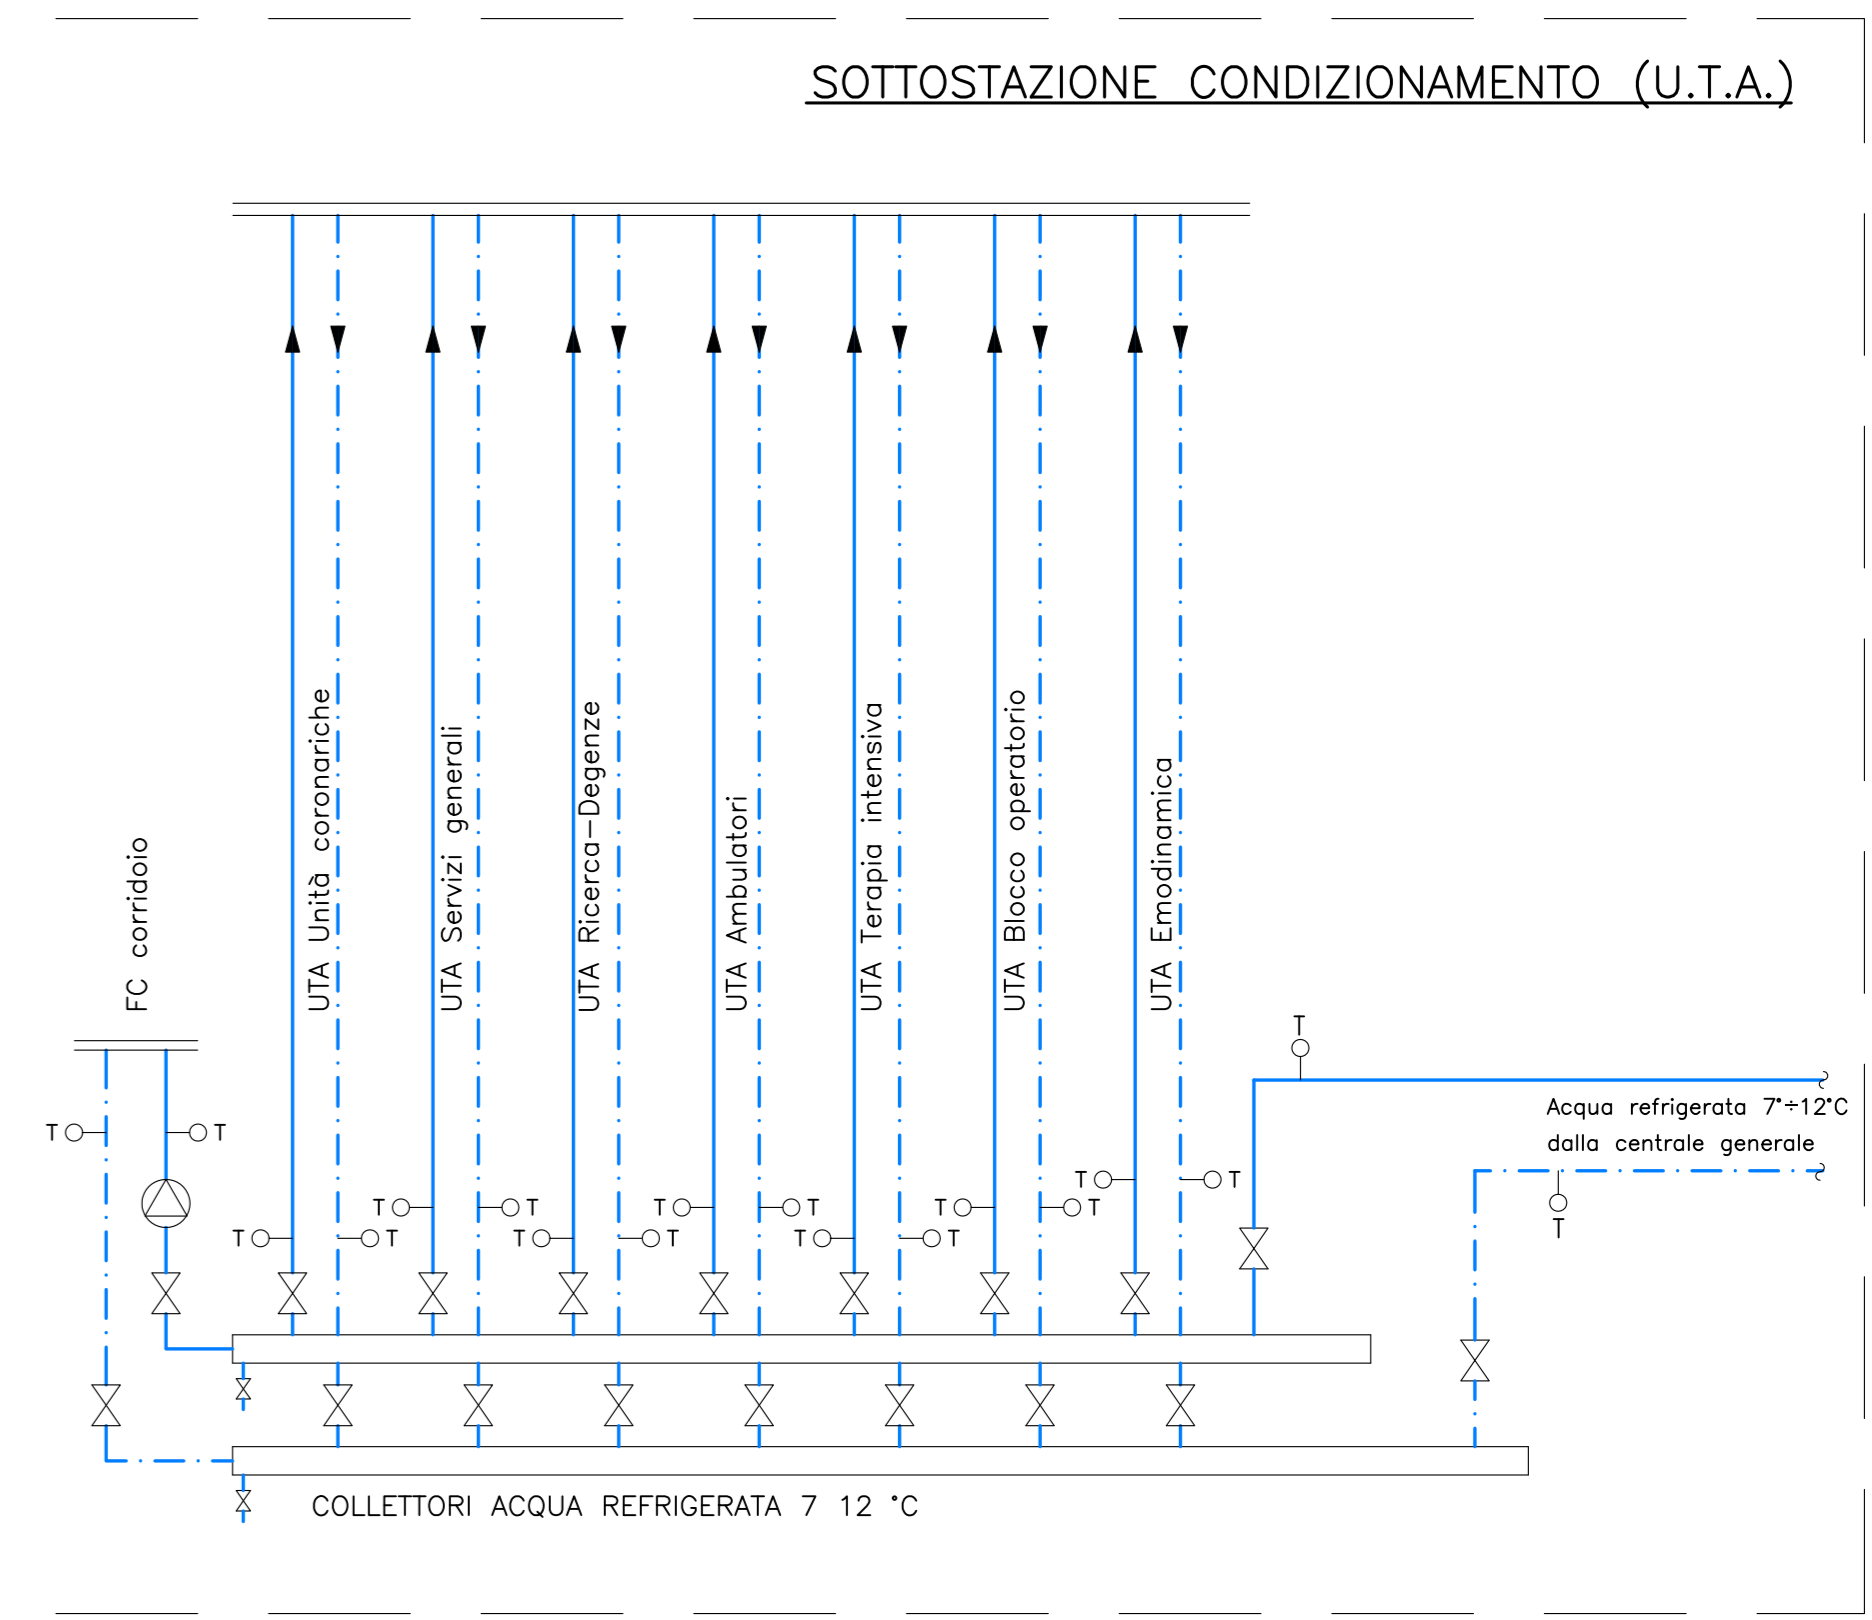 SOTTOSTAZIONE CONDIZIONAMENTO (U.T.A.)
FC corridoio
UTA Unità coronariche
UTA Servizi generali
UTA Ricerca-Degenze
UTA Ambulatori
UTA Terapia intensiva
UTA Blocco operatorio
UTA Emodinamica
T
Acqua refrigerata 7°÷12°C
dalla centrale generale
T
T T
T T
T T
T T
T T
T T
T T
T T
COLLETTORI ACQUA REFRIGERATA 7 12 °C